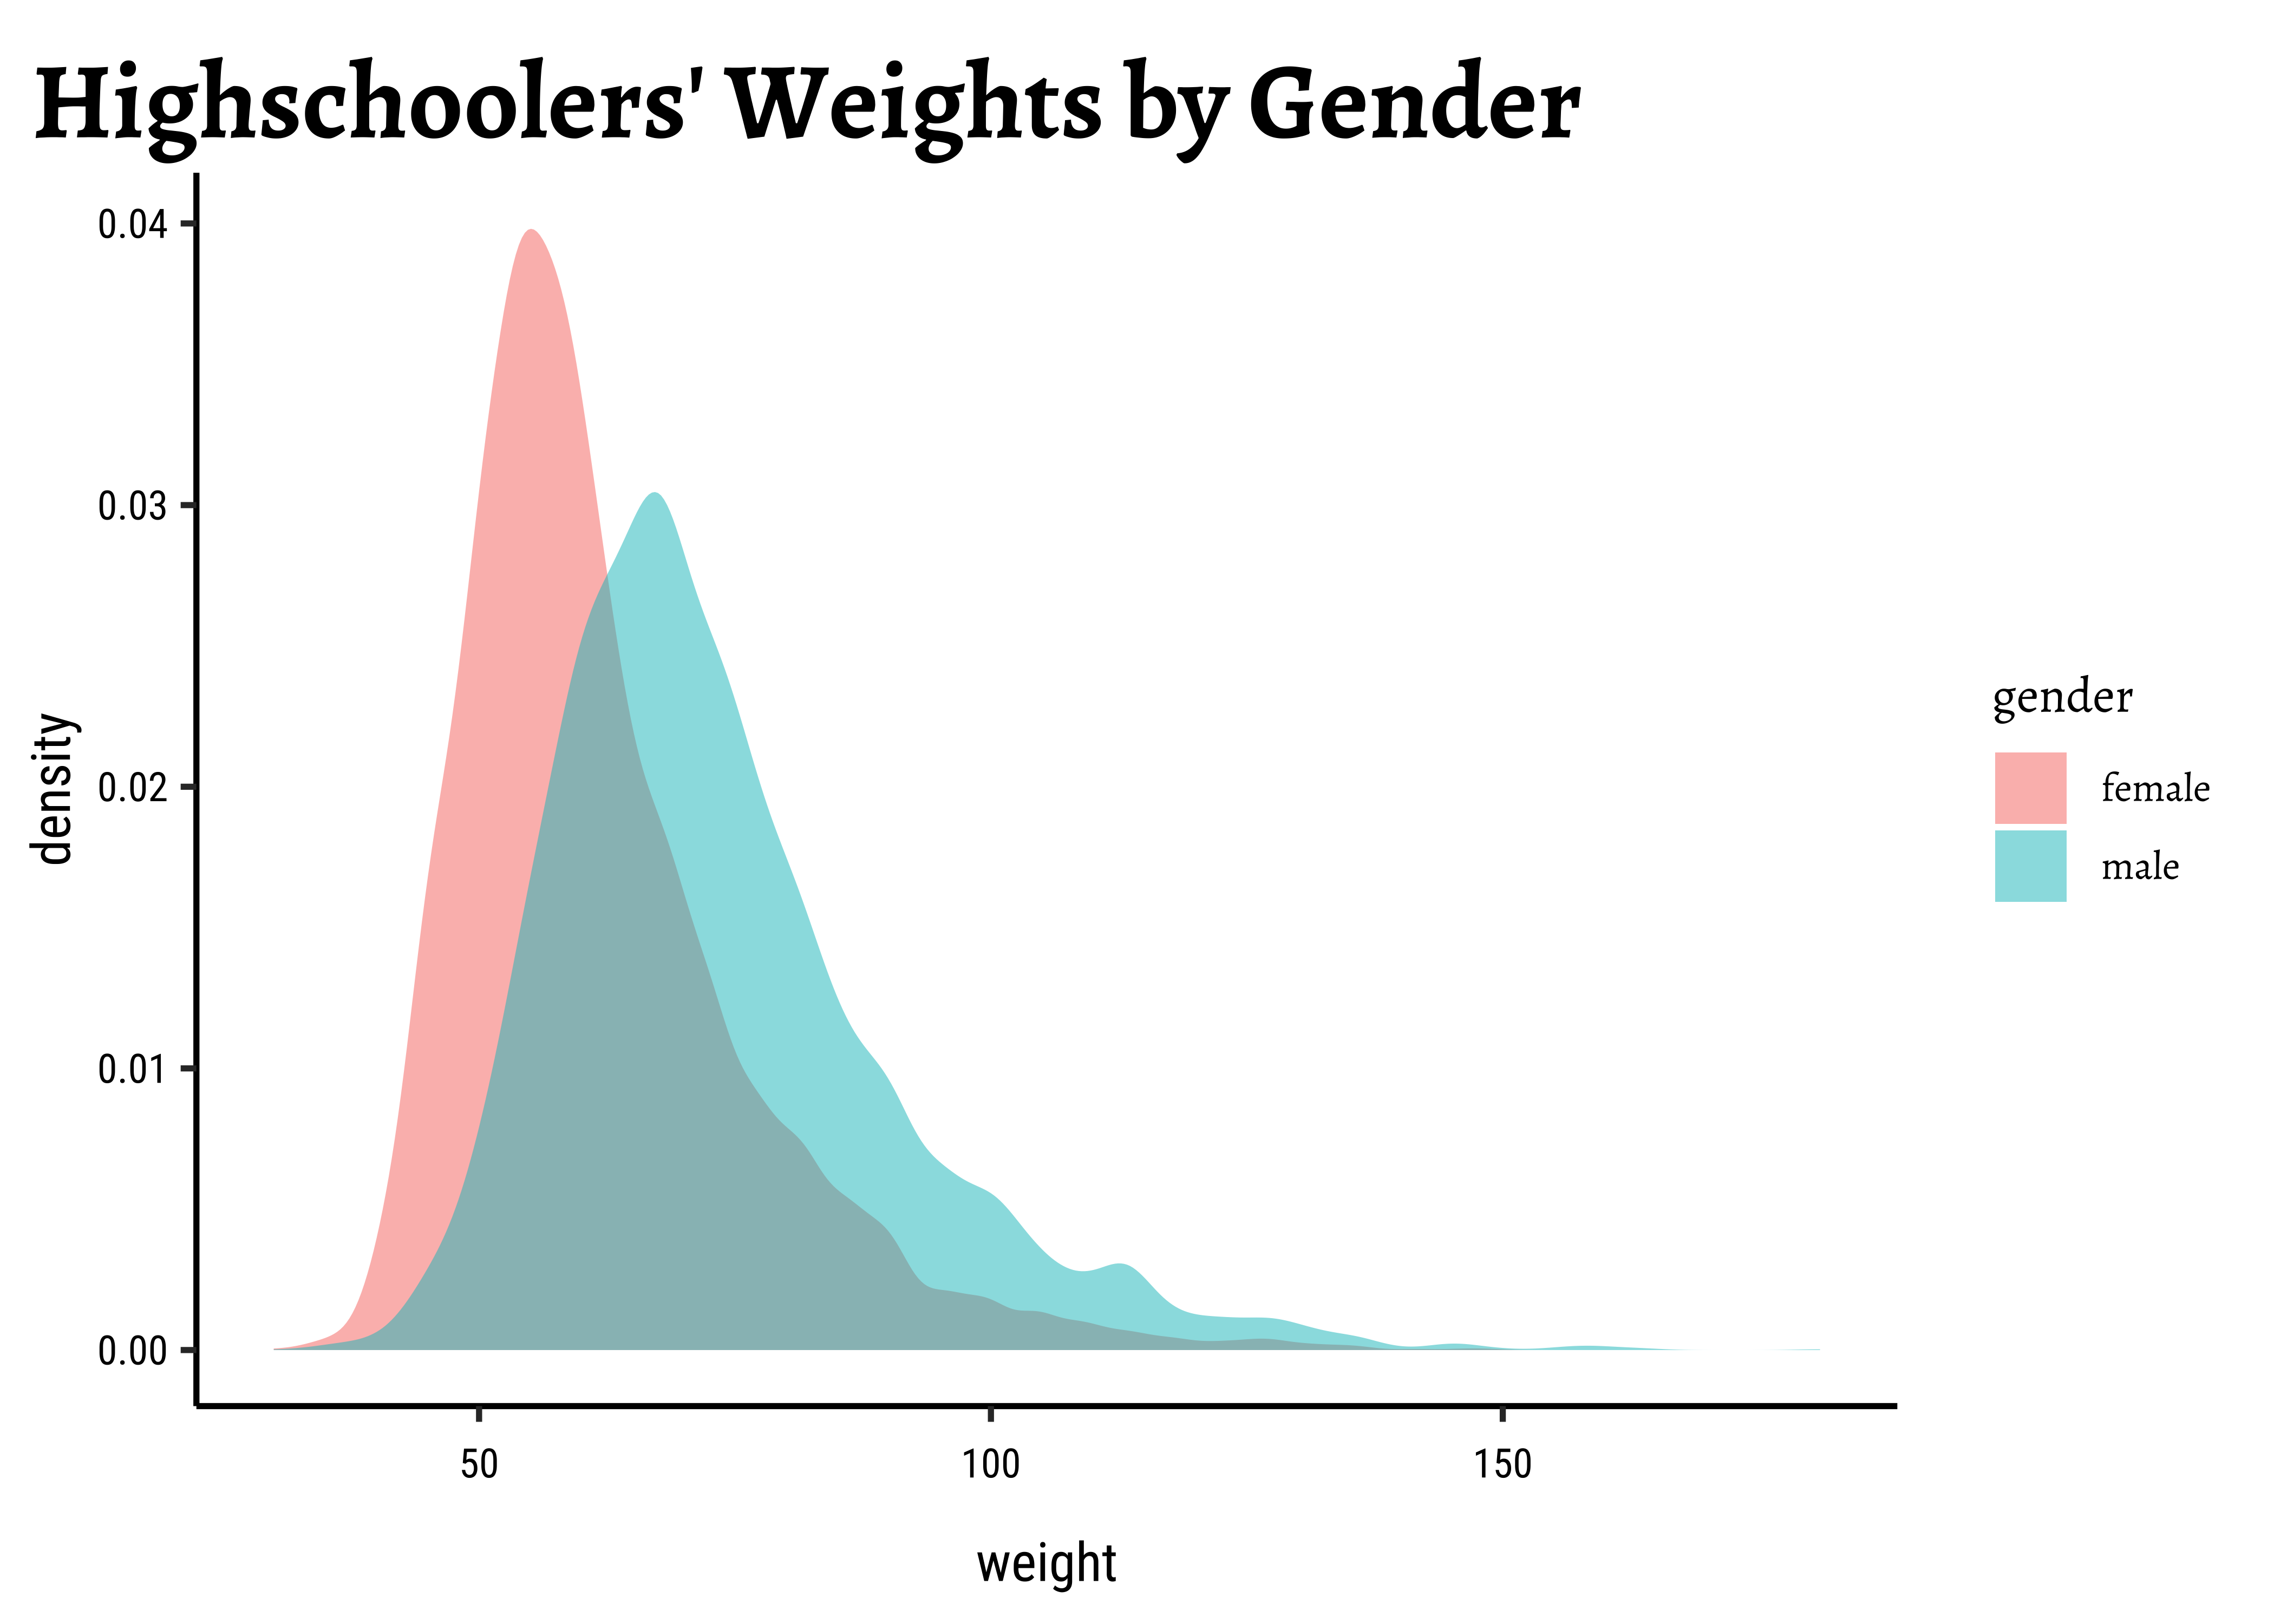 Highschoolers' Weights by Gender
0.04
0.03
0.02
0.01
0.00
density
50 100 150
weight
gender
female
male